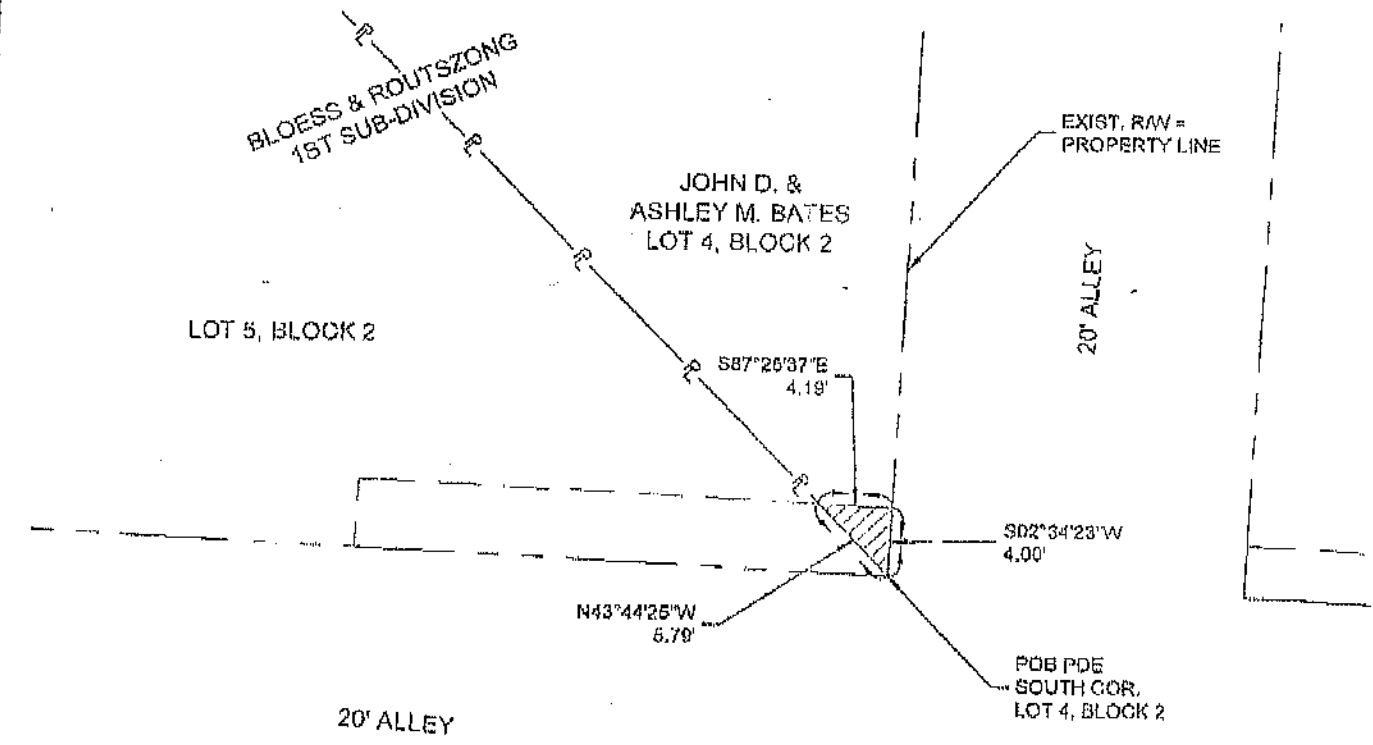 BLOESS & ROUTSZONG
1ST SUB-DIVISION
JOHN D. &
ASHLEY M. BATES
LOT 4, BLOCK 2
EXIST. R/W =
PROPERTY LINE
20' ALLEY
LOT 5, BLOCK 2
S87°25'37"E
4.19'
S02°34'23"W
4.00'
N43°44'25"W
5.79'
POB PDE
SOUTH COR.
LOT 4, BLOCK 2
20' ALLEY